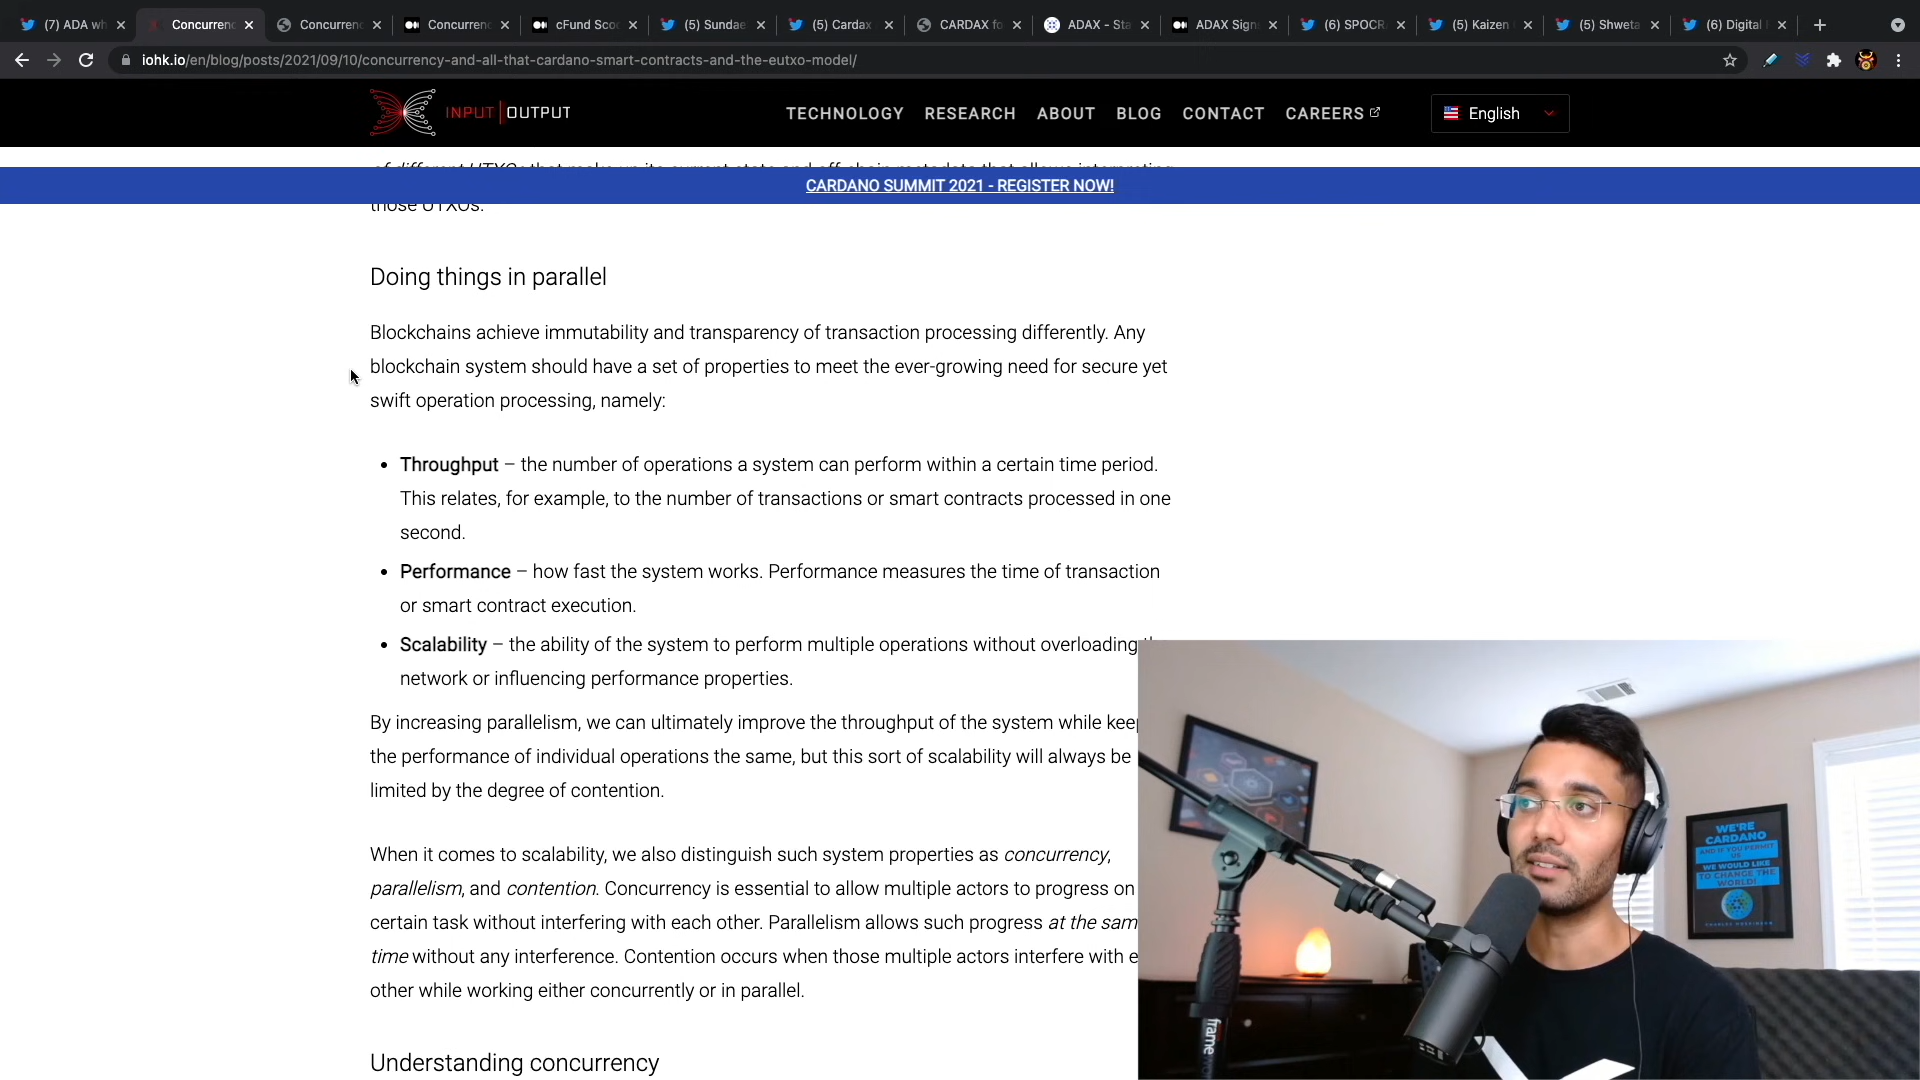 (7) ADA wh
Concurrenc
Concurrenc
Concurrenc
cFund Sco
(5) Sundae
(5) Cardax
CARDAX fo
ADAX - Sta
ADAX Sign
(6) SPOCR
(5) Kaizen
(5) Shweta
(6) Digital
iohk.io/en/blog/posts/2021/09/10/concurrency-and-all-that-cardano-smart-contracts-and-the-eutxo-model/
INPUT | OUTPUT
TECHNOLOGY RESEARCH ABOUT BLOG CONTACT CAREERS
English
of different UTXOs that make up its current state and off-chain metadata that allows interpreting
CARDANO SUMMIT 2021 - REGISTER NOW!
those UTXOs.
Doing things in parallel
Blockchains achieve immutability and transparency of transaction processing differently. Any
blockchain system should have a set of properties to meet the ever-growing need for secure yet
swift operation processing, namely:
• Throughput – the number of operations a system can perform within a certain time period.
This relates, for example, to the number of transactions or smart contracts processed in one
second.
• Performance – how fast the system works. Performance measures the time of transaction
or smart contract execution.
• Scalability – the ability of the system to perform multiple operations without overloading
network or influencing performance properties.
By increasing parallelism, we can ultimately improve the throughput of the system while keep
the performance of individual operations the same, but this sort of scalability will always be
limited by the degree of contention.
When it comes to scalability, we also distinguish such system properties as concurrency,
parallelism, and contention. Concurrency is essential to allow multiple actors to progress on
certain task without interfering with each other. Parallelism allows such progress at the sam
time without any interference. Contention occurs when those multiple actors interfere with e
other while working either concurrently or in parallel.
Understanding concurrency
WE'RE
CARDANO
AND IF YOU PERMIT
US
WE WOULD LIKE
TO CHANGE THE
WORLD!
CHARLES HOSKINSON
frame